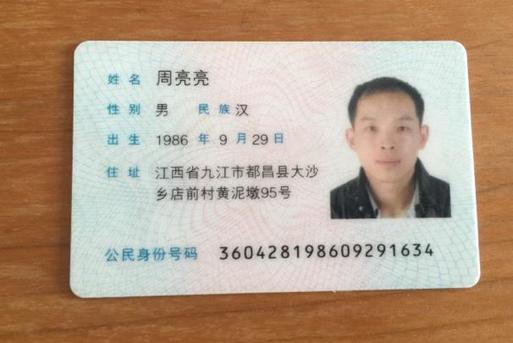 姓名 周亮亮
性别 男 民族 汉
出生 1986 年 9 月 29 日
住址 江西省九江市都昌县大沙
乡店前村黄泥墩95号
公民身份号码 360428198609291634